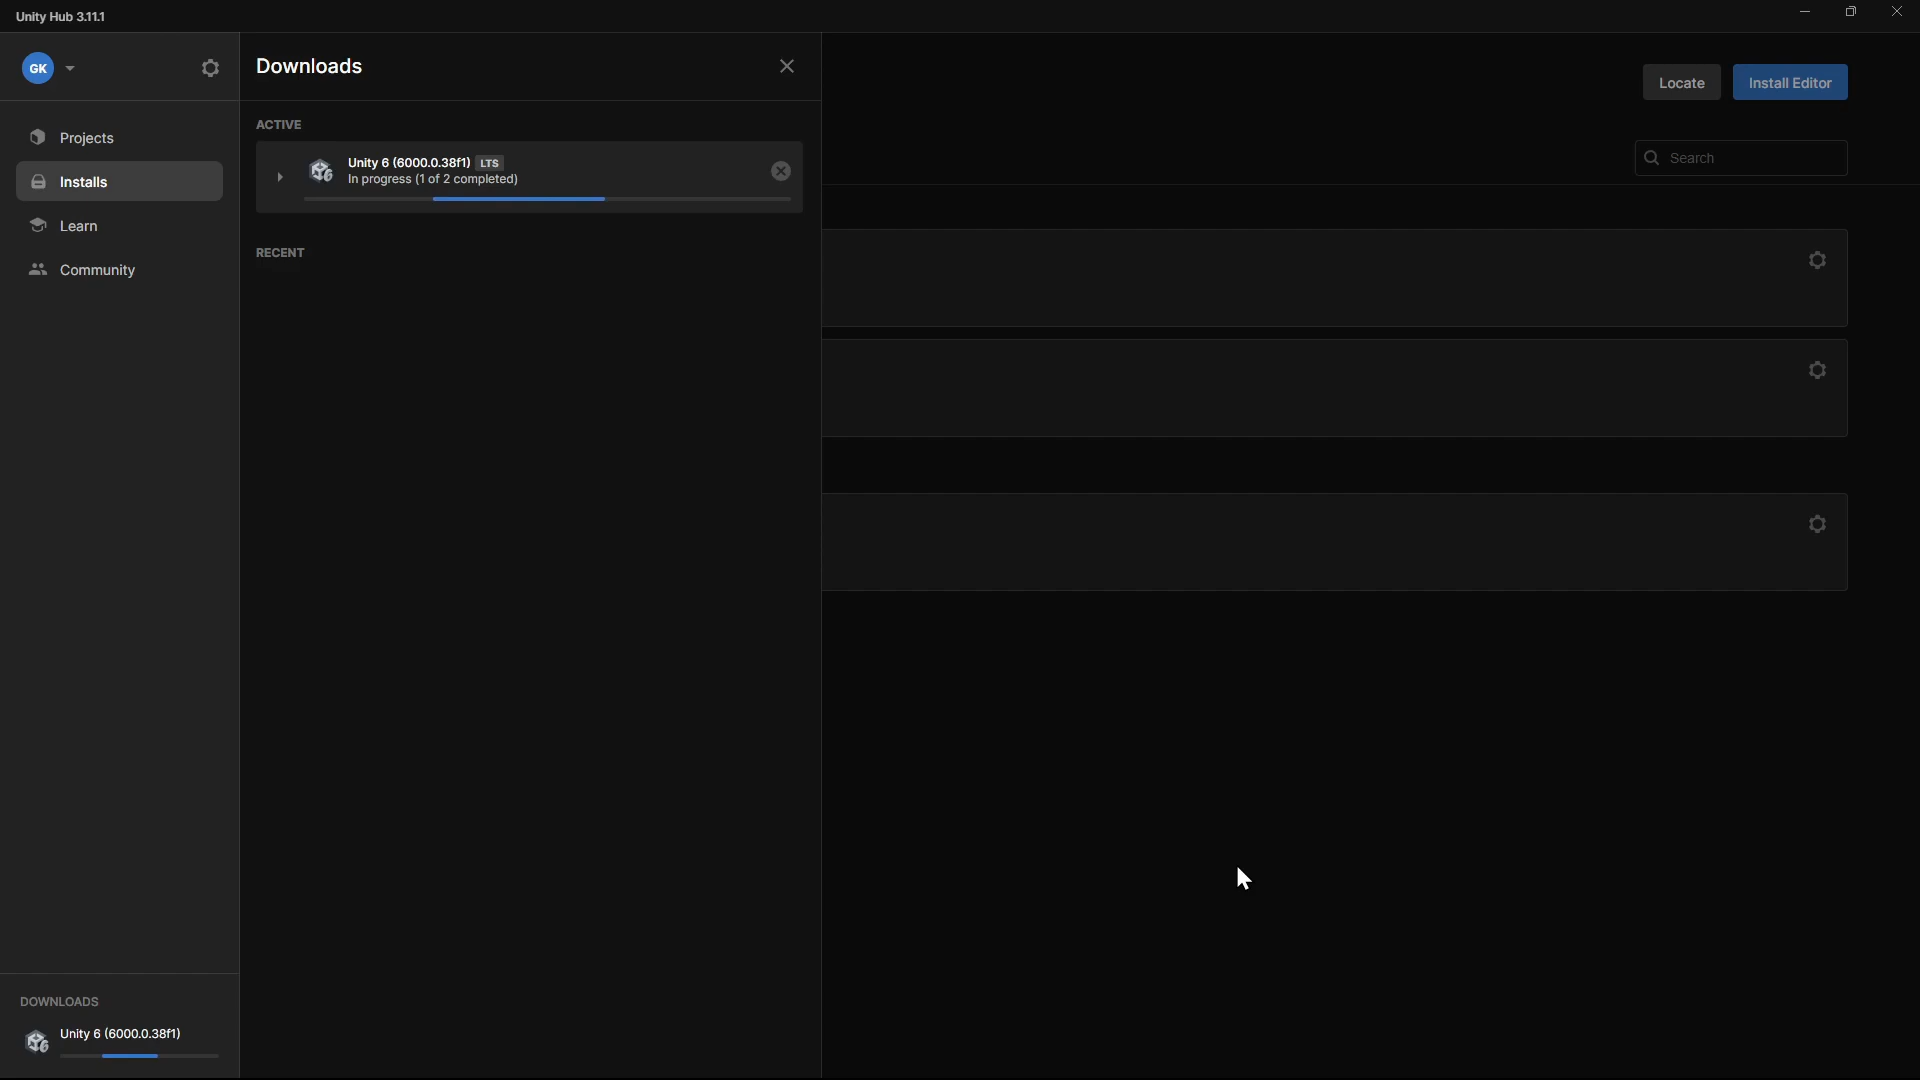 Unity Hub 3.11.1
GK
Downloads
Locate
Install Editor
ACTIVE
Projects
Unity 6 (6000.0.38f1) LTS
In progress (1 of 2 completed)
Search
Installs
Learn
RECENT
Community
DOWNLOADS
Unity 6 (6000.0.38f1)